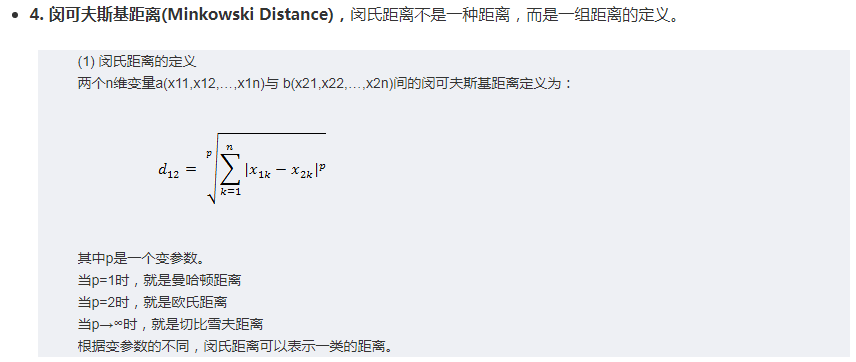 4. 闵可夫斯基距离(Minkowski Distance)，闵氏距离不是一种距离，而是一组距离的定义。
(1) 闵氏距离的定义
两个n维变量a(x11,x12,…,x1n)与 b(x21,x22,…,x2n)间的闵可夫斯基距离定义为：
d₁₂ = ᵖ√(∑ₖ₌₁ⁿ |x₁ₖ − x₂ₖ|ᵖ)
其中p是一个变参数。
当p=1时，就是曼哈顿距离
当p=2时，就是欧氏距离
当p→∞时，就是切比雪夫距离
根据变参数的不同，闵氏距离可以表示一类的距离。